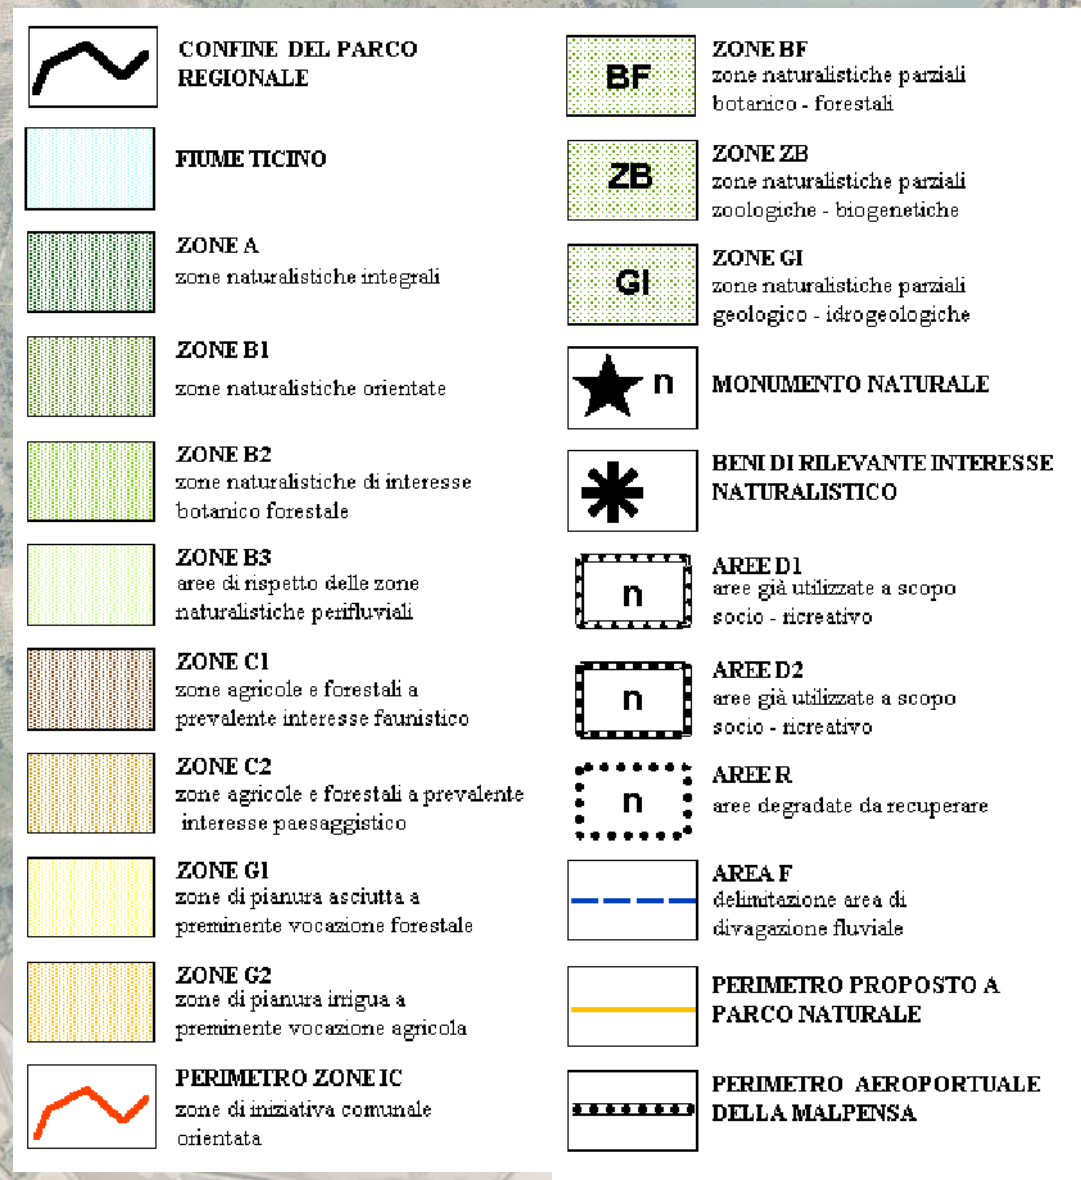 CONFINE DEL PARCO
REGIONALE
FIUME TICINO
ZONE A
zone naturalistiche integrali
ZONE B1
zone naturalistiche orientate
ZONE B2
zone naturalistiche di interesse
botanico forestale
ZONE B3
aree di rispetto delle zone
naturalistiche perifluviali
ZONE C1
zone agricole e forestali a
prevalente interesse faunistico
ZONE C2
zone agricole e forestali a prevalente
interesse paesaggistico
ZONE G1
zone di pianura asciutta a
preminente vocazione forestale
ZONE G2
zone di pianura irrigua a
preminente vocazione agricola
PERIMETRO ZONE IC
zone di iniziativa comunale
orientata
BF
ZONE BF
zone naturalistiche parziali
botanico - forestali
ZB
ZONE ZB
zone naturalistiche parziali
zoologiche - biogenetiche
GI
ZONE GI
zone naturalistiche parziali
geologico - idrogeologiche
n
MONUMENTO NATURALE
BENI DI RILEVANTE INTERESSE
NATURALISTICO
n
AREE D1
aree già utilizzate a scopo
socio - ricreativo
n
AREE D2
aree già utilizzate a scopo
socio - ricreativo
n
AREE R
aree degradate da recuperare
AREA F
delimitazione area di
divagazione fluviale
PERIMETRO PROPOSTO A
PARCO NATURALE
PERIMETRO AEROPORTUALE
DELLA MALPENSA